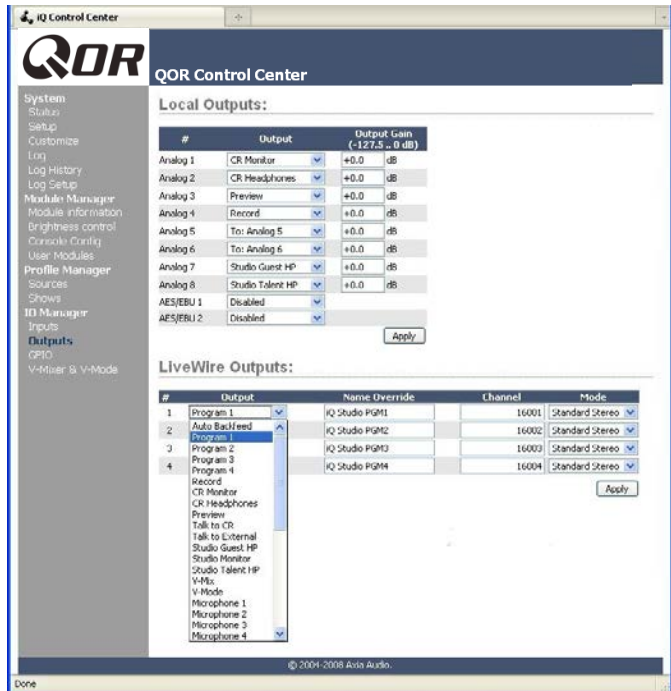 iQ Control Center
QOR
QOR Control Center
System
Status
Setup
Customize
Log
Log History
Log Setup
Module Manager
Module information
Brightness control
Console Config
User Modules
Profile Manager
Sources
Shows
IO Manager
Inputs
Outputs
GPIO
V-Mixer & V-Mode
Local Outputs:
# Output Output Gain
(-127.5 .. 0 dB)
Analog 1 CR Monitor +0.0 dB
Analog 2 CR Headphones +0.0 dB
Analog 3 Preview +0.0 dB
Analog 4 Record +0.0 dB
Analog 5 To: Analog 5 +0.0 dB
Analog 6 To: Analog 6 +0.0 dB
Analog 7 Studio Guest HP +0.0 dB
Analog 8 Studio Talent HP +0.0 dB
AES/EBU 1 Disabled
AES/EBU 2 Disabled
Apply
LiveWire Outputs:
# Output Name Override Channel Mode
1 Program 1 iQ Studio PGM1 16001 Standard Stereo
2 iQ Studio PGM2 16002 Standard Stereo
3 iQ Studio PGM3 16003 Standard Stereo
4 iQ Studio PGM4 16004 Standard Stereo
Apply
Auto Backfeed
Program 1
Program 2
Program 3
Program 4
Record
CR Monitor
CR Headphones
Preview
Talk to CR
Talk to External
Studio Guest HP
Studio Monitor
Studio Talent HP
V-Mix
V-Mode
Microphone 1
Microphone 2
Microphone 3
Microphone 4
© 2004-2008 Axia Audio.
Done